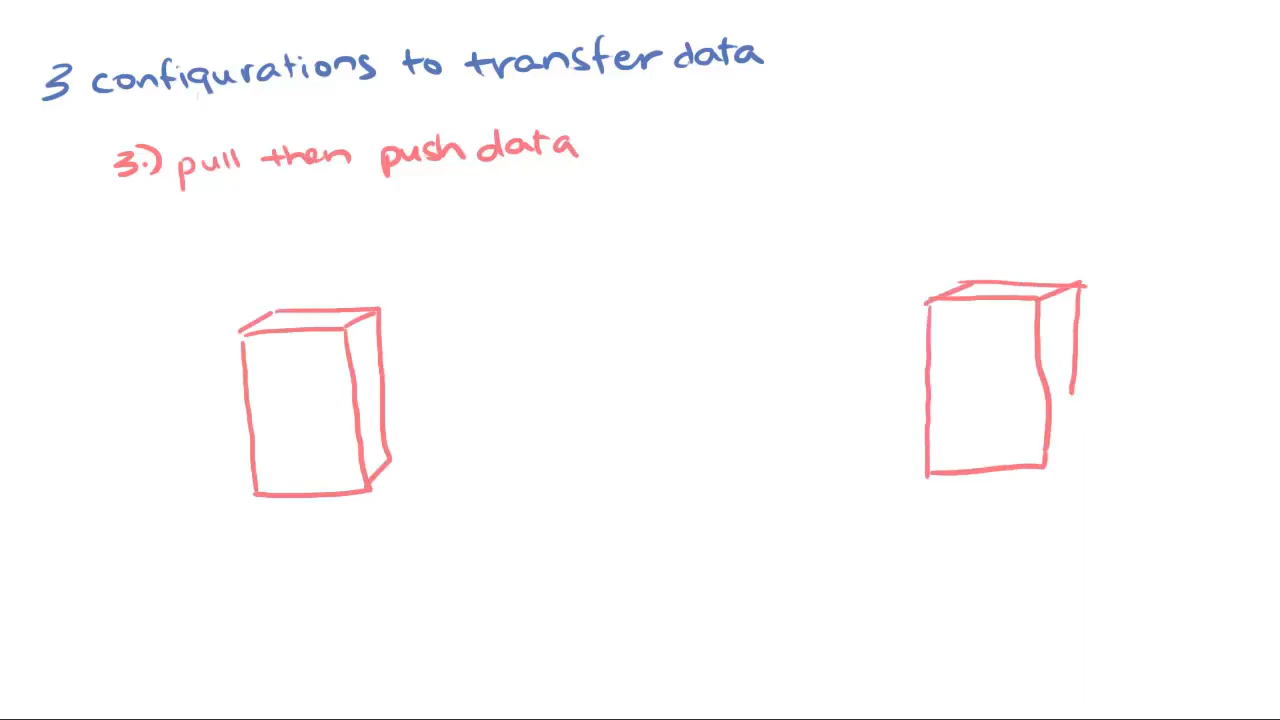 3 configurations to transfer data
3.) pull then push data